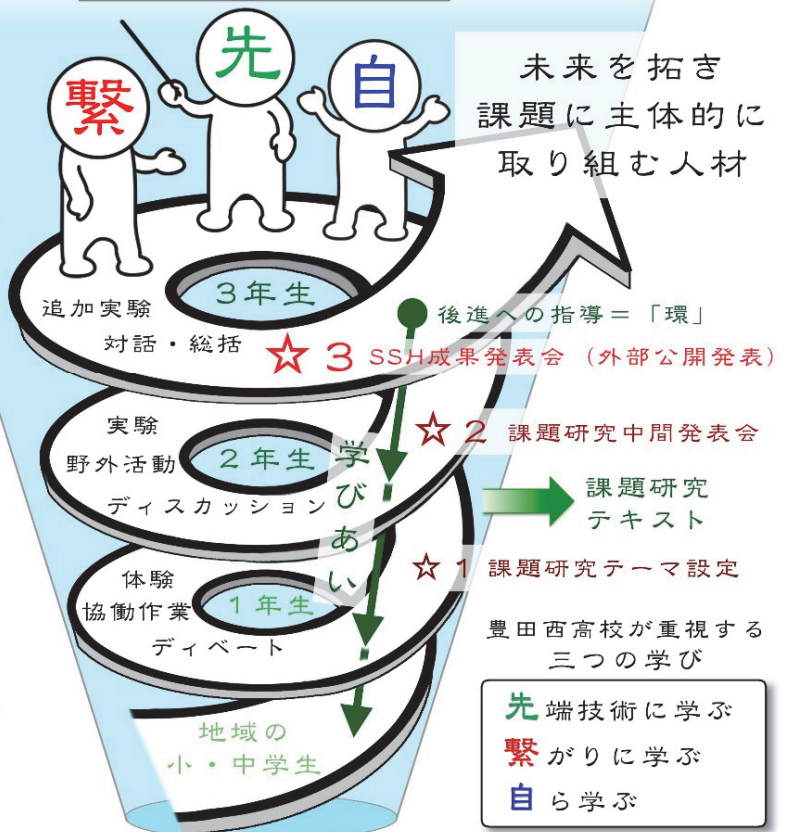 繋
先
自
未来を拓き
課題に主体的に
取り組む人材
3年生
追加実験
対話・総括
後進への指導=「環」
☆3 SSH成果発表会(外部公開発表)
実験
野外活動
2年生
ディスカッション
学びあい
☆2 課題研究中間発表会
課題研究
テキスト
体験
協働作業
1年生
ディベート
☆1 課題研究テーマ設定
地域の
小・中学生
豊田西高校が重視する
三つの学び
先端技術に学ぶ
繋がりに学ぶ
自ら学ぶ